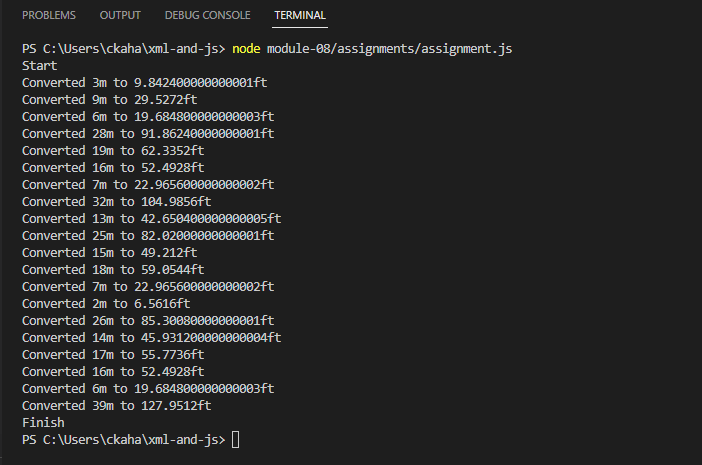 PROBLEMS OUTPUT DEBUG CONSOLE TERMINAL
PS C:\Users\ckaha\xml-and-js> node module-08/assignments/assignment.js
Start
Converted 3m to 9.842400000000001ft
Converted 9m to 29.5272ft
Converted 6m to 19.684800000000003ft
Converted 28m to 91.86240000000001ft
Converted 19m to 62.3352ft
Converted 16m to 52.4928ft
Converted 7m to 22.965600000000002ft
Converted 32m to 104.9856ft
Converted 13m to 42.650400000000005ft
Converted 25m to 82.02000000000001ft
Converted 15m to 49.212ft
Converted 18m to 59.0544ft
Converted 7m to 22.965600000000002ft
Converted 2m to 6.5616ft
Converted 26m to 85.30080000000001ft
Converted 14m to 45.931200000000004ft
Converted 17m to 55.7736ft
Converted 16m to 52.4928ft
Converted 6m to 19.684800000000003ft
Converted 39m to 127.9512ft
Finish
PS C:\Users\ckaha\xml-and-js>